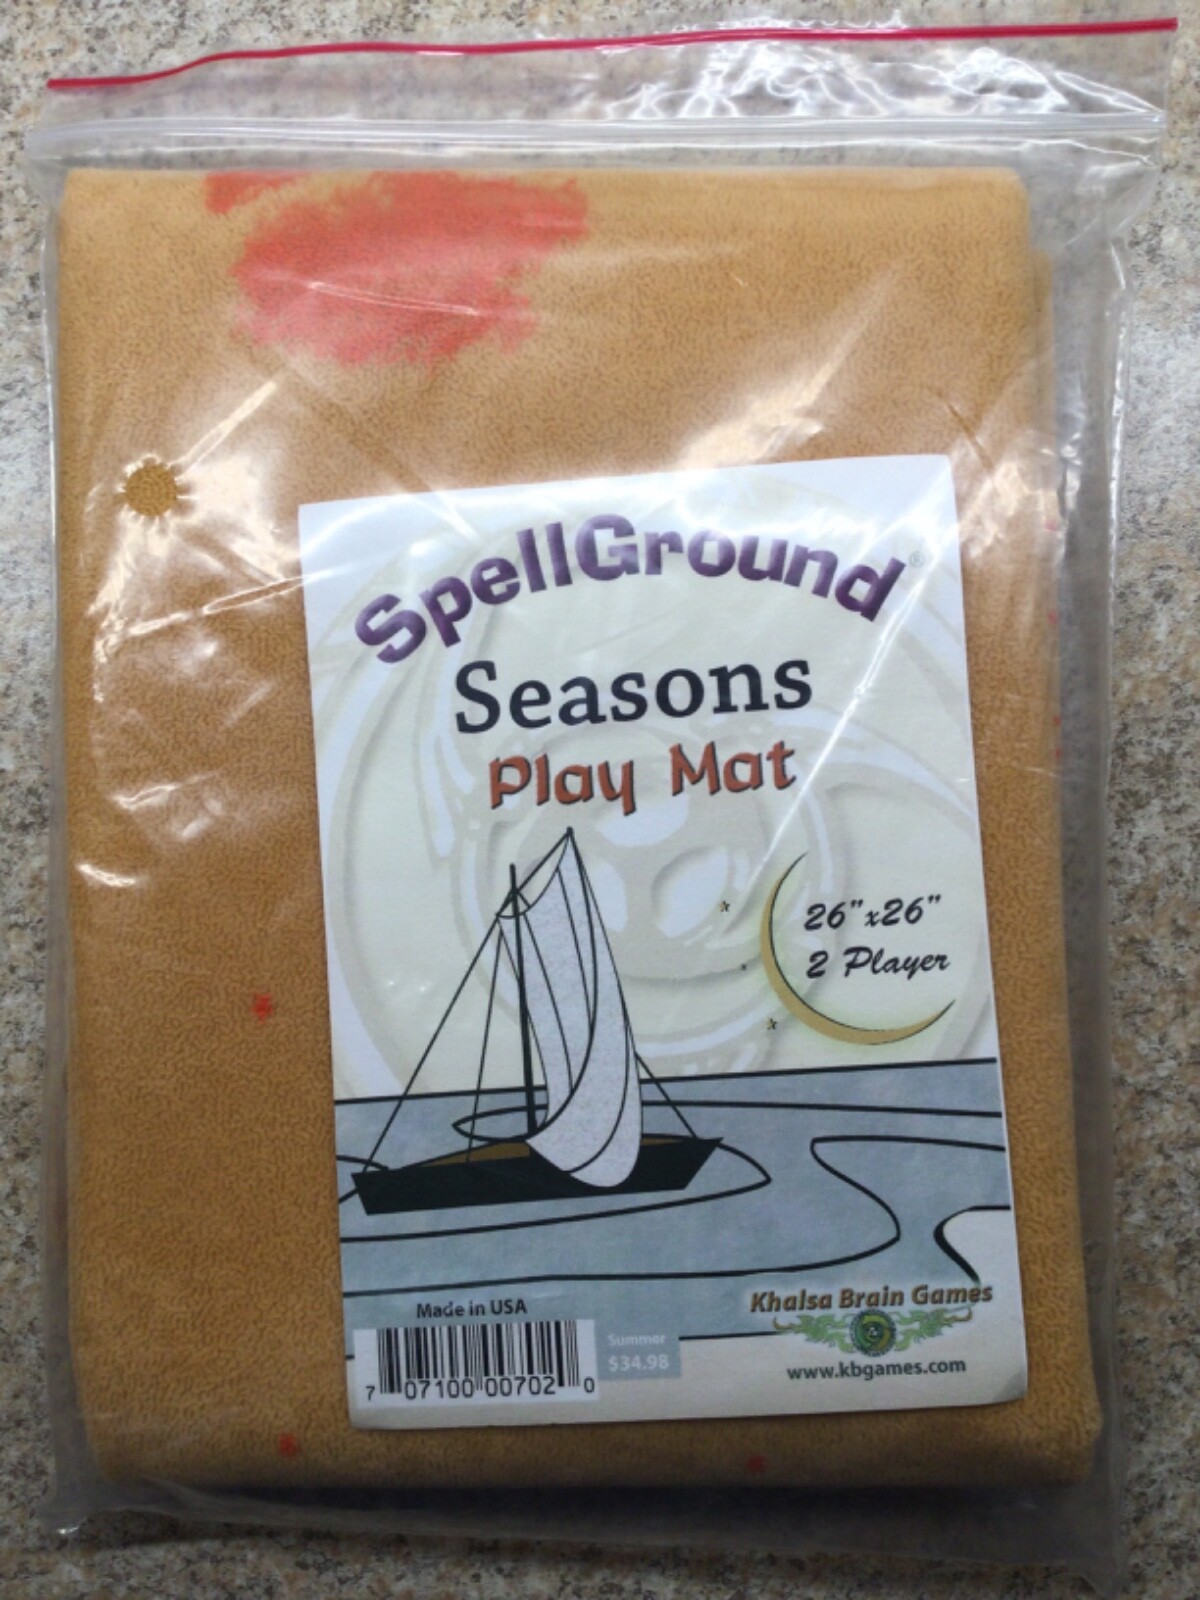 SpellGround®
Seasons
Play Mat
26"x26"
2 Player
Made in USA
Summer
$34.98
7 07100 00702 0
Khalsa Brain Games
www.kbgames.com